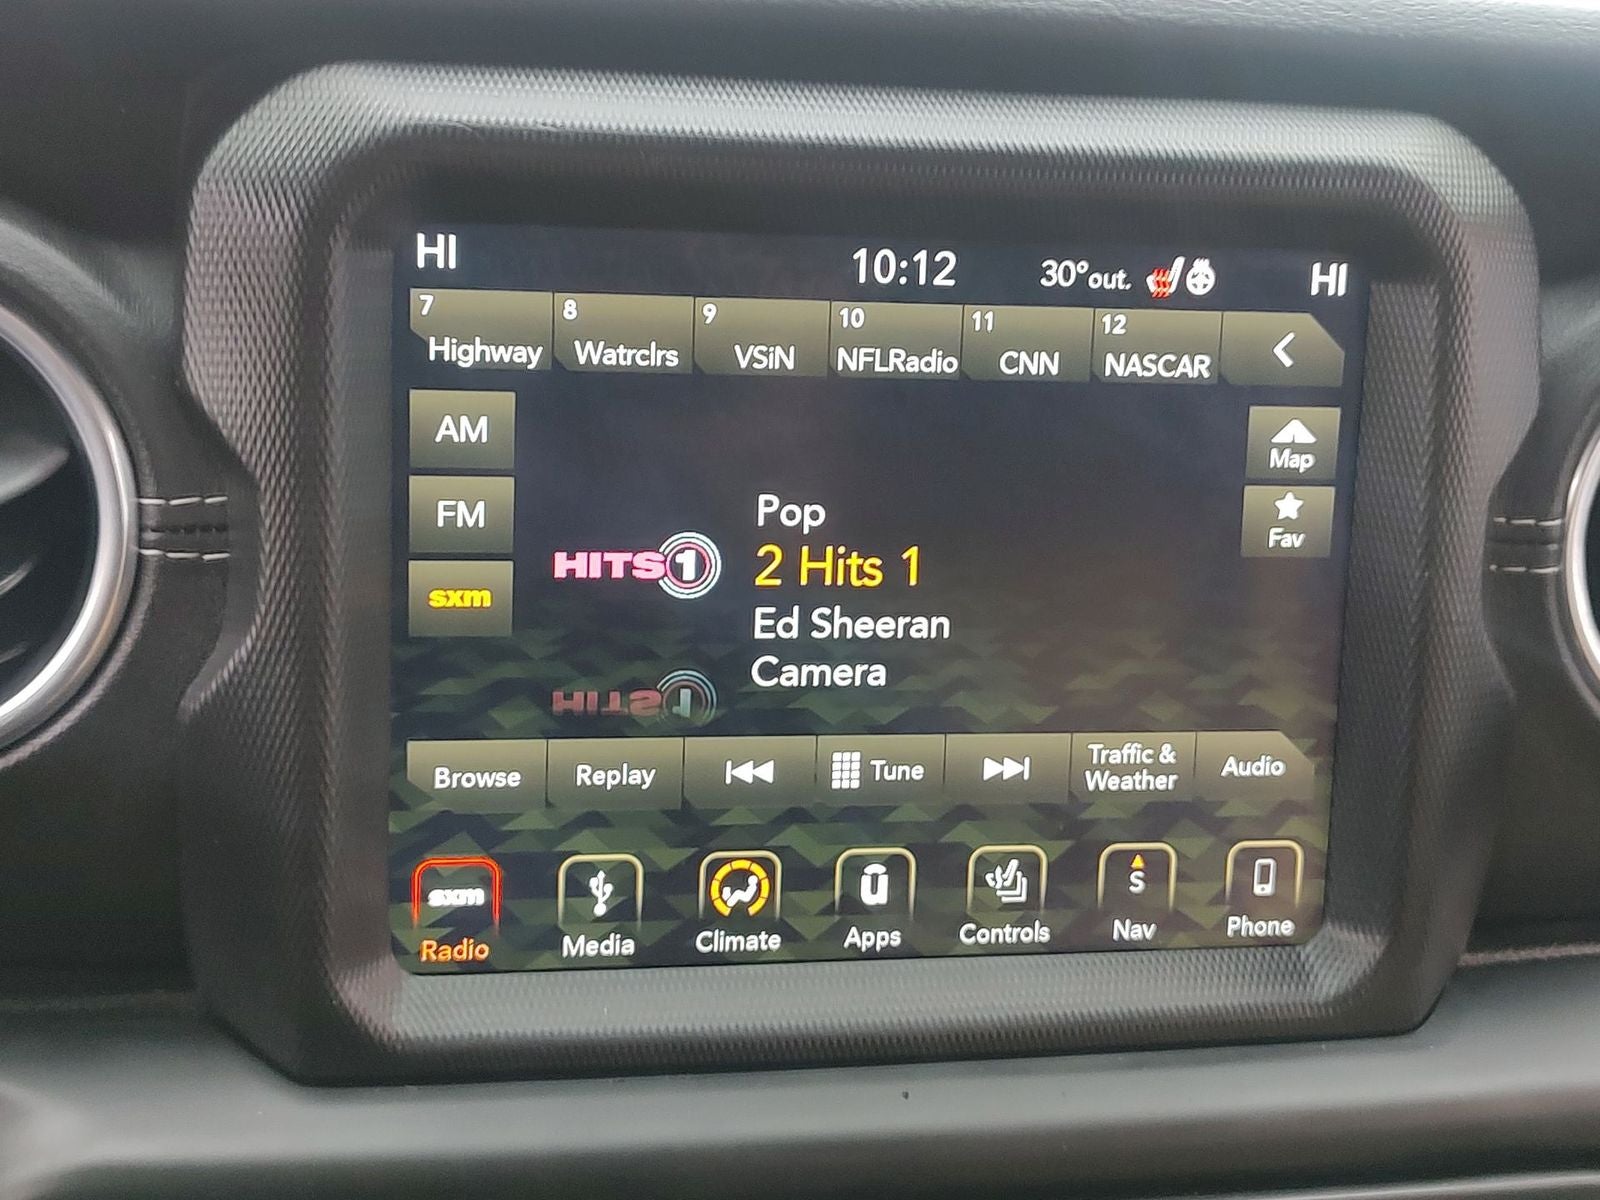 HI 10:12 30° out. HI
7 8 9 10 11 12
Highway Watrclrs VSiN NFLRadio CNN NASCAR
AM
Map
FM
Fav
sxm
HITS 1
Pop
2 Hits 1
Ed Sheeran
Camera
Browse Replay Tune Traffic & Weather Audio
sxm S
Radio Media Climate Apps Controls Nav Phone